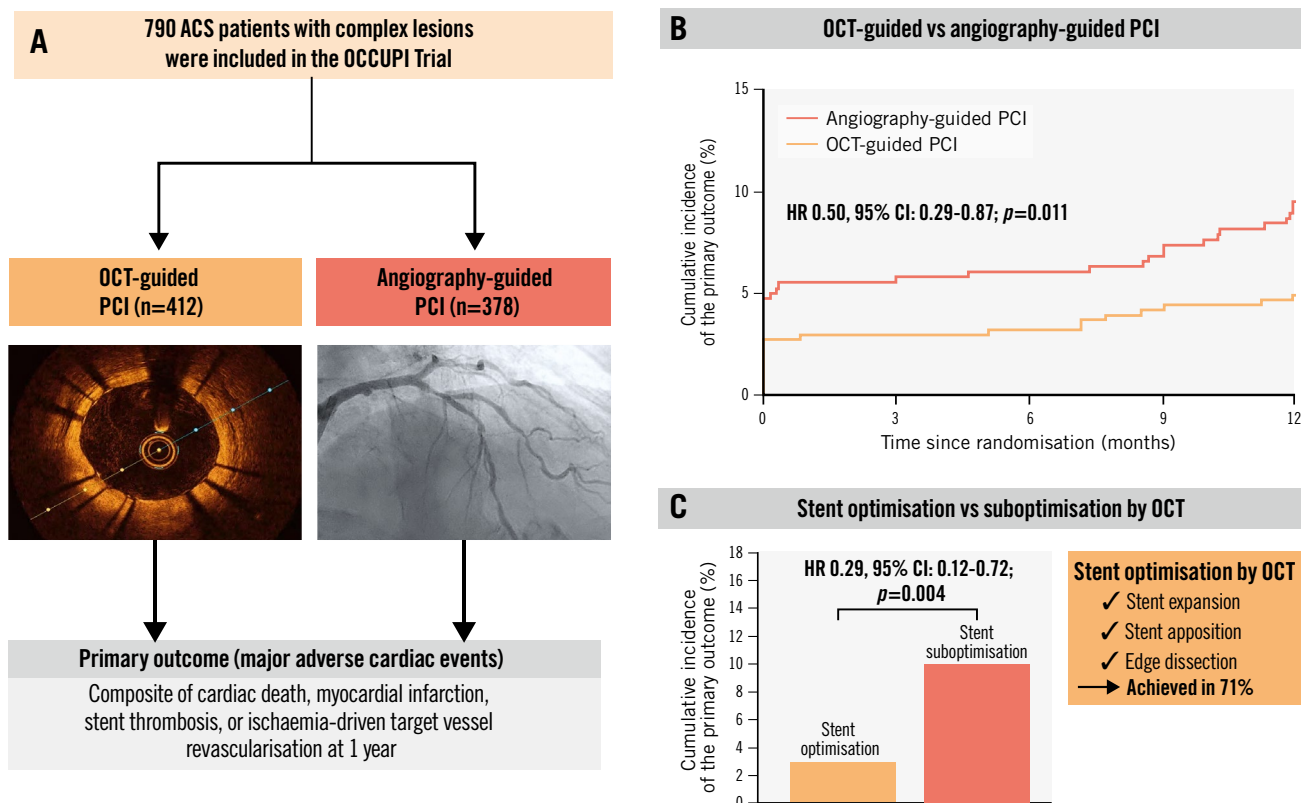 A
790 ACS patients with complex lesions
were included in the OCCUPI Trial
OCT-guided
PCI (n=412)
Angiography-guided
PCI (n=378)
Primary outcome (major adverse cardiac events)
Composite of cardiac death, myocardial infarction,
stent thrombosis, or ischaemia-driven target vessel
revascularisation at 1 year
B
OCT-guided vs angiography-guided PCI
Cumulative incidence
of the primary outcome (%)
15
10
5
0
Angiography-guided PCI
OCT-guided PCI
HR 0.50, 95% CI: 0.29-0.87; p=0.011
0 3 6 9 12
Time since randomisation (months)
C
Stent optimisation vs suboptimisation by OCT
Cumulative incidence
of the primary outcome (%)
18
16
14
12
10
8
6
4
2
0
HR 0.29, 95% CI: 0.12-0.72;
p=0.004
Stent
optimisation
Stent
suboptimisation
Stent optimisation by OCT
✓ Stent expansion
✓ Stent apposition
✓ Edge dissection
→ Achieved in 71%